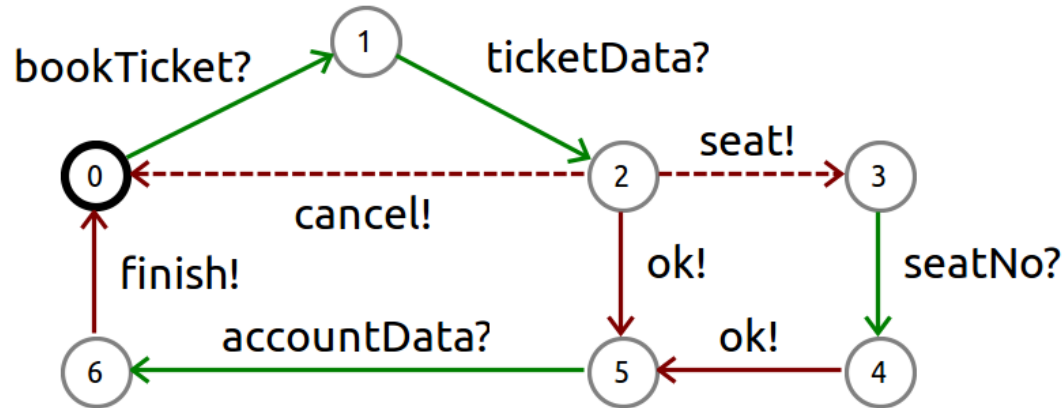 1
bookTicket?
ticketData?
seat!
0
2
3
cancel!
ok!
seatNo?
finish!
accountData?
ok!
6
5
4